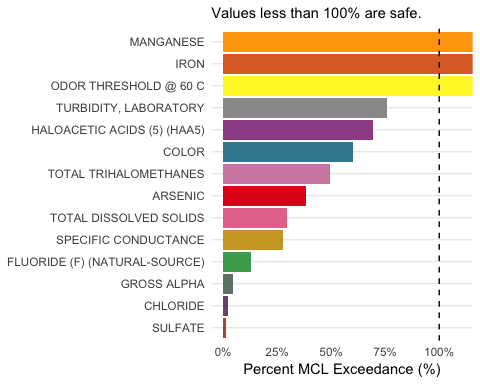 Values less than 100% are safe.
MANGANESE
IRON
ODOR THRESHOLD @ 60 C
TURBIDITY, LABORATORY
HALOACETIC ACIDS (5) (HAA5)
COLOR
TOTAL TRIHALOMETHANES
ARSENIC
TOTAL DISSOLVED SOLIDS
SPECIFIC CONDUCTANCE
FLUORIDE (F) (NATURAL-SOURCE)
GROSS ALPHA
CHLORIDE
SULFATE
0% 25% 50% 75% 100%
Percent MCL Exceedance (%)